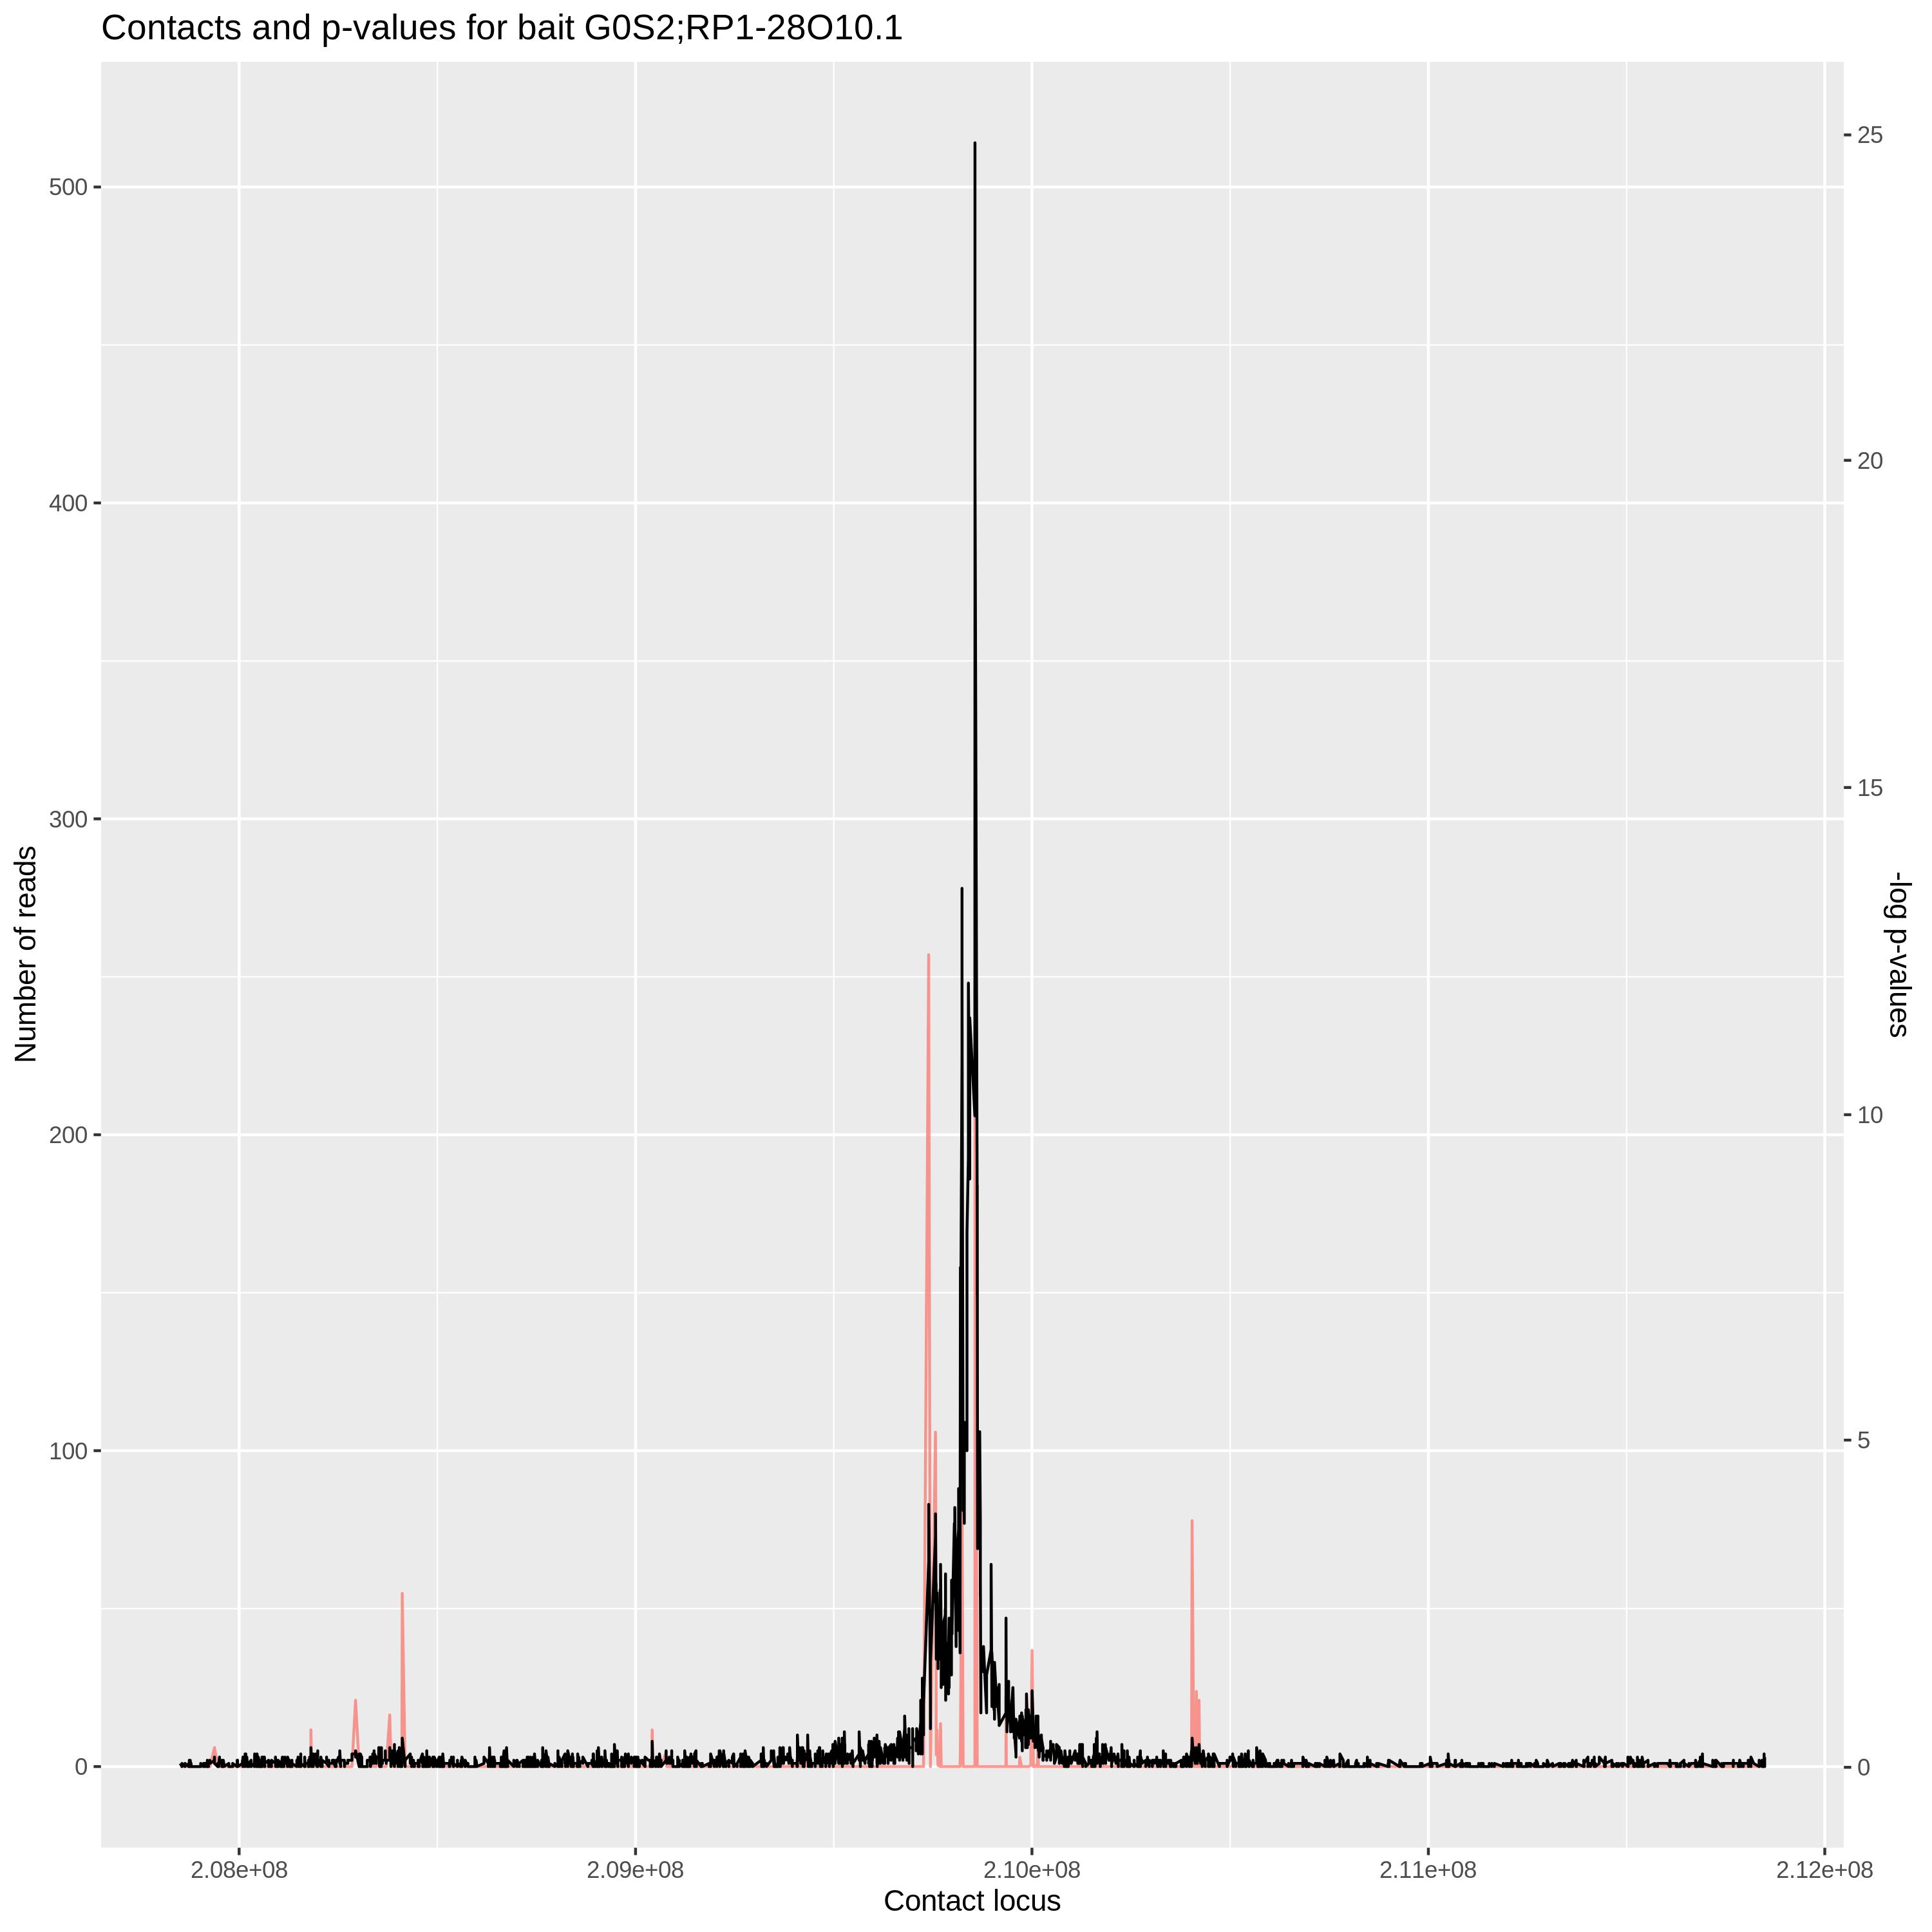 Contacts and p-values for bait G0S2;RP1-28O10.1
Number of reads
500
400
300
200
100
0
25
20
15
10
5
0
-log p-values
2.08e+08
2.09e+08
2.10e+08
2.11e+08
2.12e+08
Contact locus